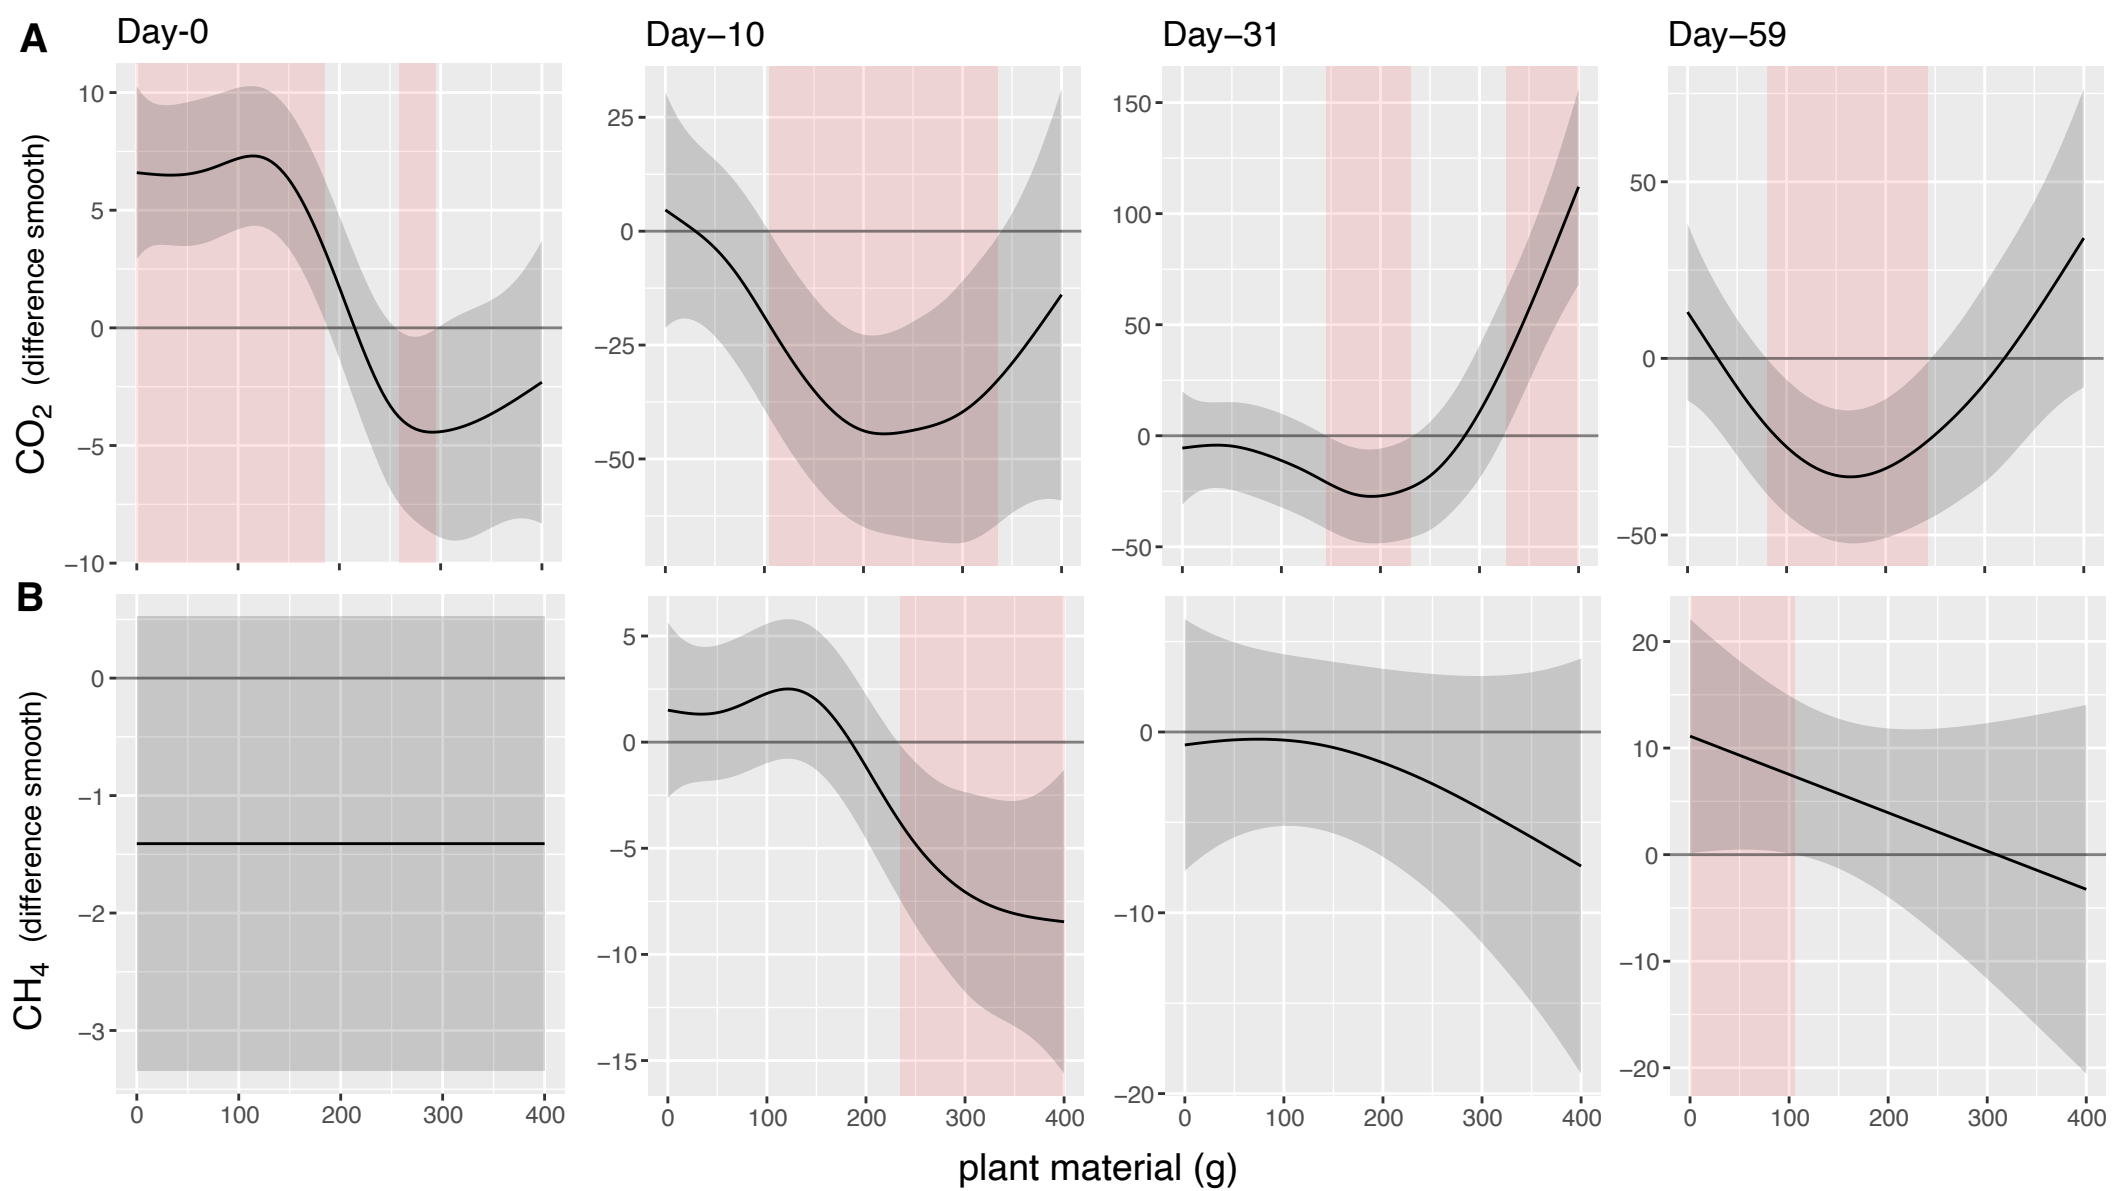 A
Day-0
Day−10
Day−31
Day−59
CO2 (difference smooth)
10
5
0
−5
−10
25
0
−25
−50
150
100
50
0
−50
50
0
−50
B
CH4 (difference smooth)
0
−1
−2
−3
5
0
−5
−10
−15
0
−10
−20
20
10
0
−10
−20
0 100 200 300 400
0 100 200 300 400
0 100 200 300 400
0 100 200 300 400
plant material (g)